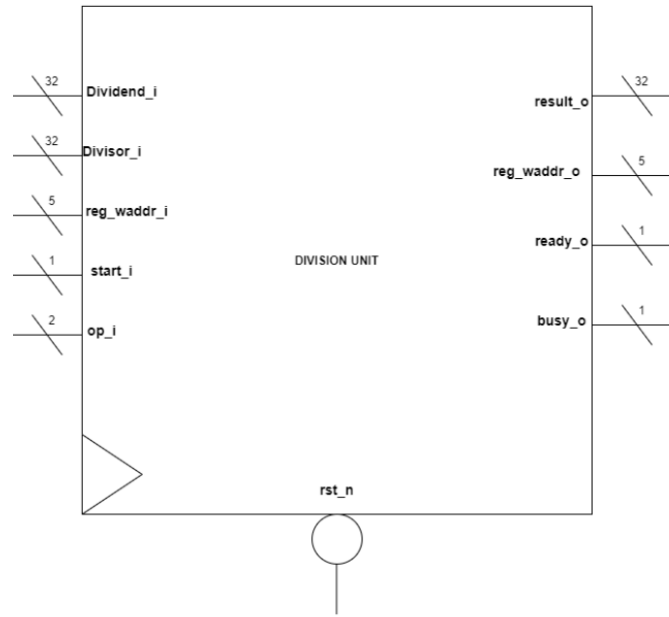 32
Dividend_i
32
Divisor_i
5
reg_waddr_i
1
start_i
2
op_i
DIVISION UNIT
32
result_o
5
reg_waddr_o
1
ready_o
1
busy_o
rst_n